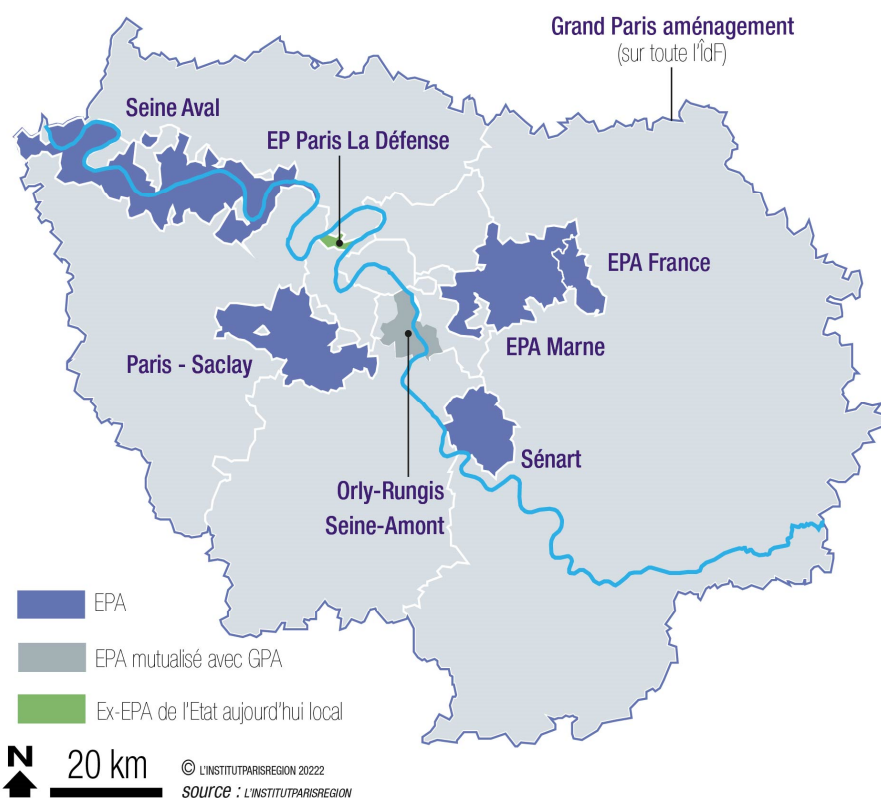 Grand Paris aménagement
(sur toute l'ÎdF)
Seine Aval
EP Paris La Défense
EPA France
EPA Marne
Paris - Saclay
Sénart
Orly-Rungis
Seine-Amont
EPA
EPA mutualisé avec GPA
Ex-EPA de l'Etat aujourd'hui local
N
20 km
© L'INSTITUTPARISREGION 20222
source : L'INSTITUTPARISREGION